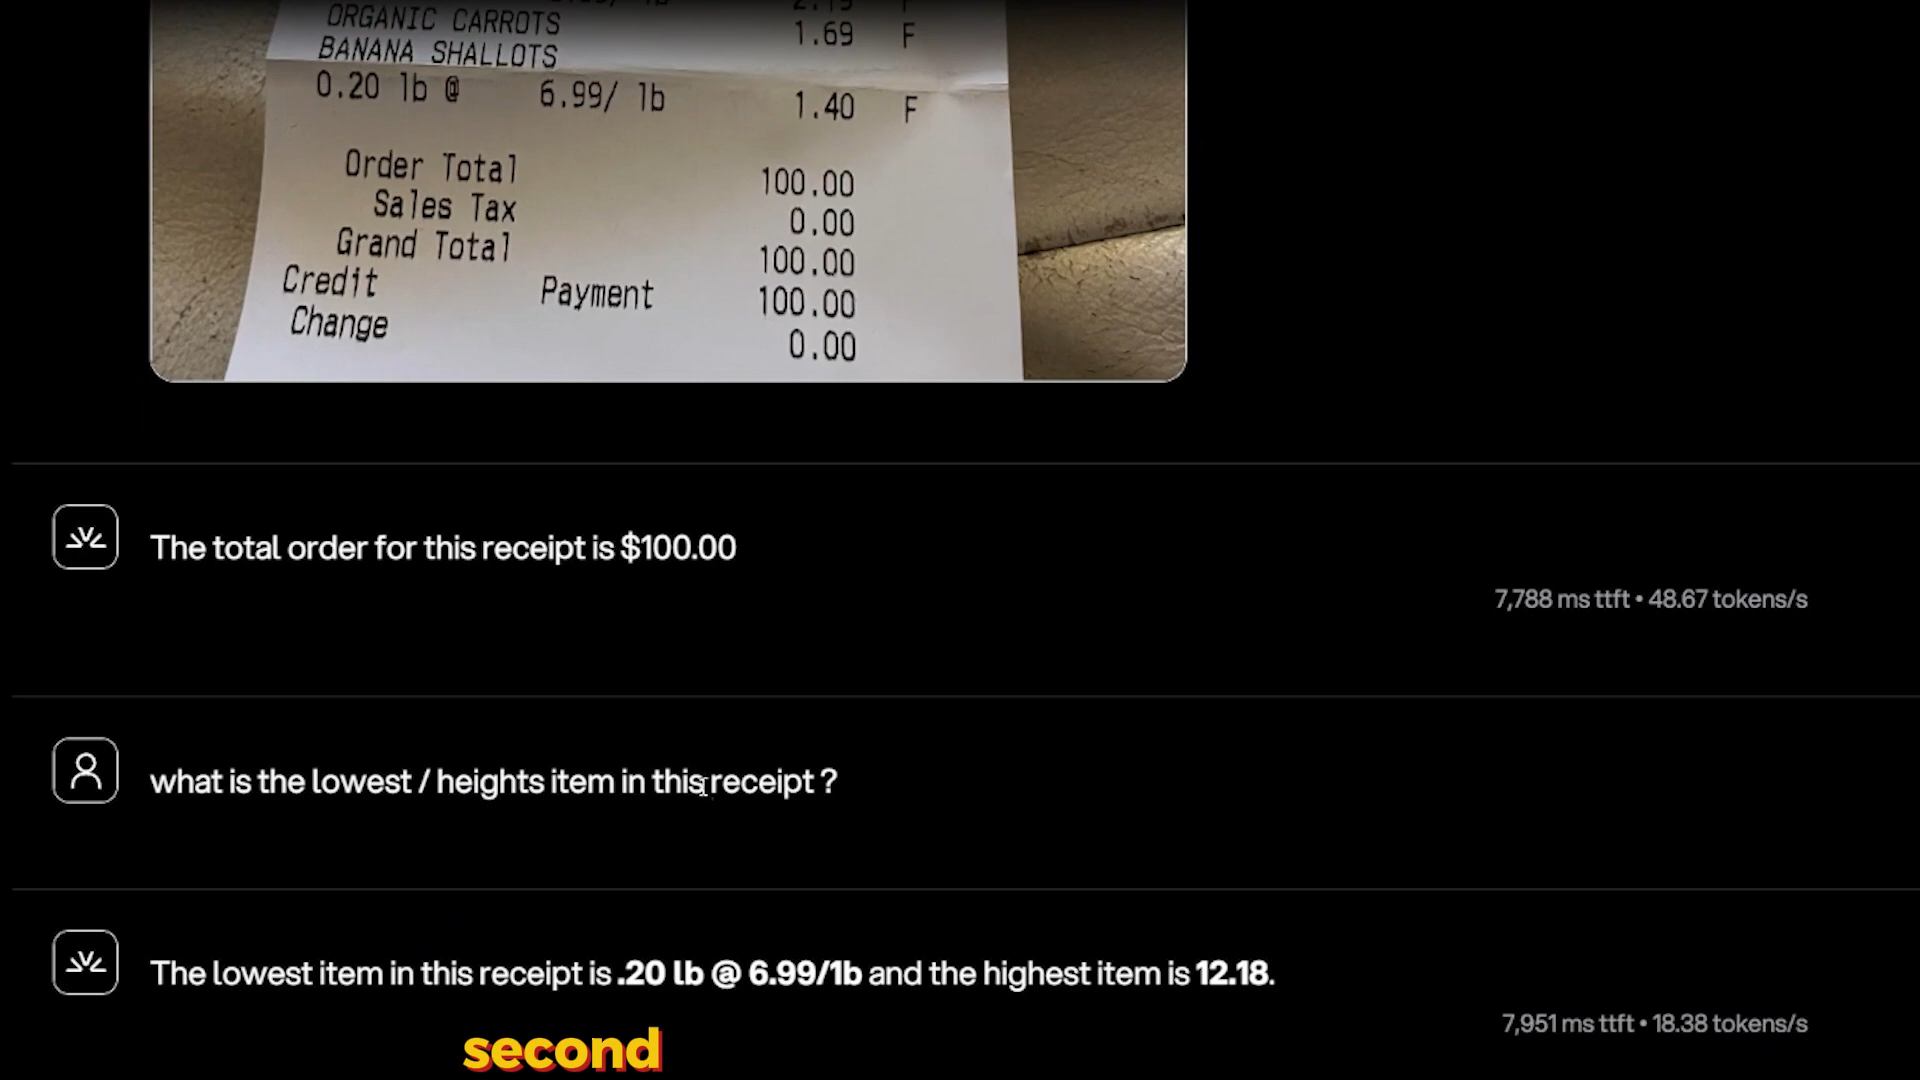 ORGANIC CARROTS 1.69 F
BANANA SHALLOTS
0.20 lb @ 6.99/ lb 1.40 F
Order Total 100.00
Sales Tax 0.00
Grand Total 100.00
Credit Payment 100.00
Change 0.00
The total order for this receipt is $100.00
7,788 ms ttft • 48.67 tokens/s
what is the lowest / heights item in this receipt ?
The lowest item in this receipt is .20 lb @ 6.99/1b and the highest item is 12.18.
7,951 ms ttft • 18.38 tokens/s
second